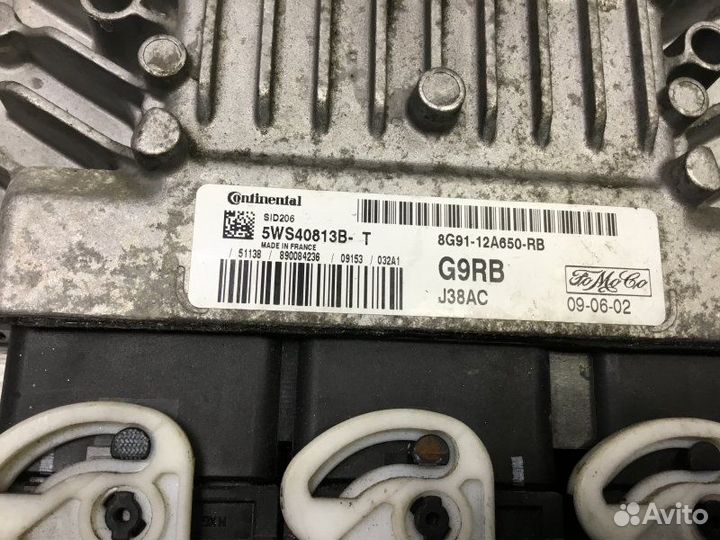 Continental
SID206
5WS40813B- T
MADE IN FRANCE
/ 51138 / 890084236 / 09153 / 032A1
8G91-12A650-RB
G9RB
J38AC
FoMoCo
09-06-02
Avito